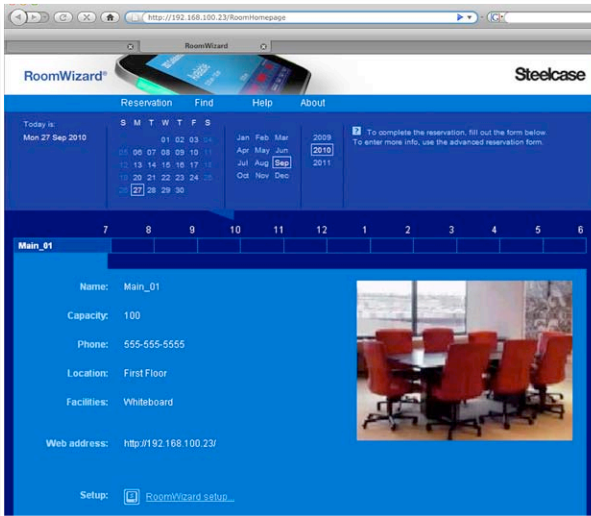 http://192.168.100.23/RoomHomepage
RoomWizard
RoomWizard®
Steelcase
Reservation Find Help About
Today is:
Mon 27 Sep 2010
S M T W T F S
01 02 03 04
05 06 07 08 09 10 11
12 13 14 15 16 17 18
19 20 21 22 23 24 25
26 27 28 29 30
Jan Feb Mar
Apr May Jun
Jul Aug Sep
Oct Nov Dec
2009
2010
2011
? To complete the reservation, fill out the form below.
To enter more info, use the advanced reservation form.
7 8 9 10 11 12 1 2 3 4 5 6
Main_01
Name: Main_01
Capacity: 100
Phone: 555-555-5555
Location: First Floor
Facilities: Whiteboard
Web address: http://192.168.100.23/
Setup: RoomWizard setup...